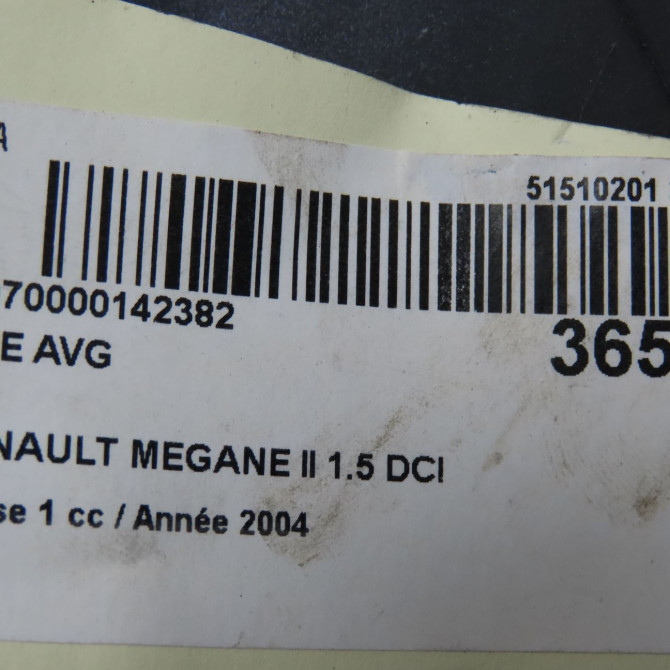 A
51510201
70000142382
365
E AVG
NAULT MEGANE II 1.5 DCI
se 1 cc / Année 2004